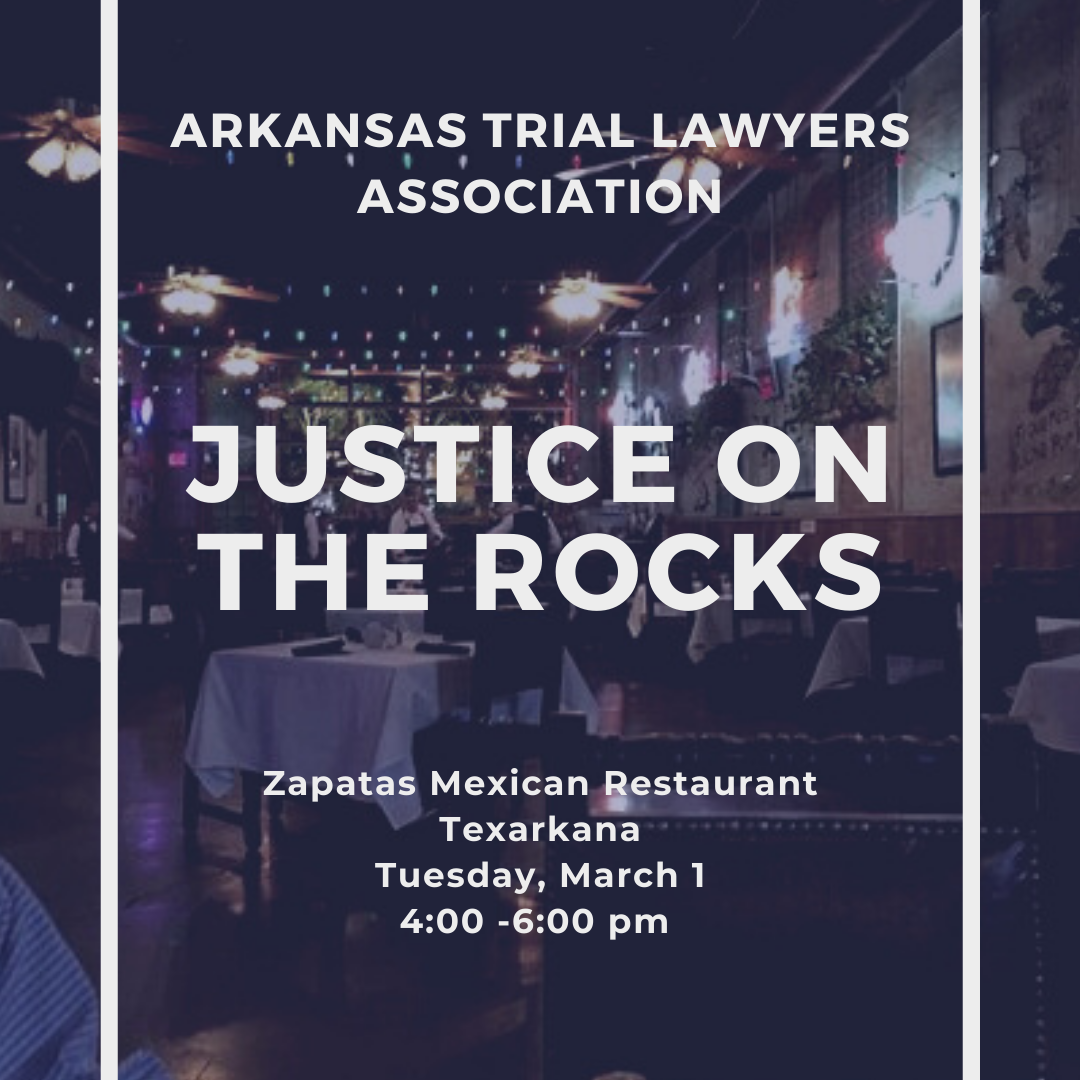 ARKANSAS TRIAL LAWYERS
ASSOCIATION
JUSTICE ON
THE ROCKS
Zapatas Mexican Restaurant
Texarkana
Tuesday, March 1
4:00 -6:00 pm